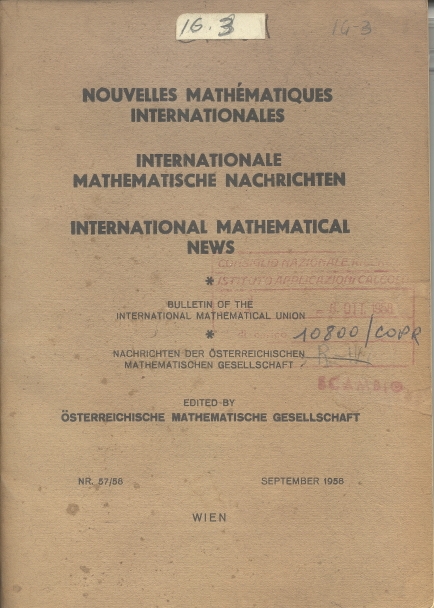 16.3
16-3
NOUVELLES MATHÉMATIQUES
INTERNATIONALES
INTERNATIONALE
MATHEMATISCHE NACHRICHTEN
INTERNATIONAL MATHEMATICAL
NEWS
*
BULLETIN OF THE
INTERNATIONAL MATHEMATICAL UNION
*
10800/COPR
NACHRICHTEN DER ÖSTERREICHISCHEN
MATHEMATISCHEN GESELLSCHAFT
SCAMBIO
EDITED BY
ÖSTERREICHISCHE MATHEMATISCHE GESELLSCHAFT
NR. 57/58
SEPTEMBER 1958
WIEN